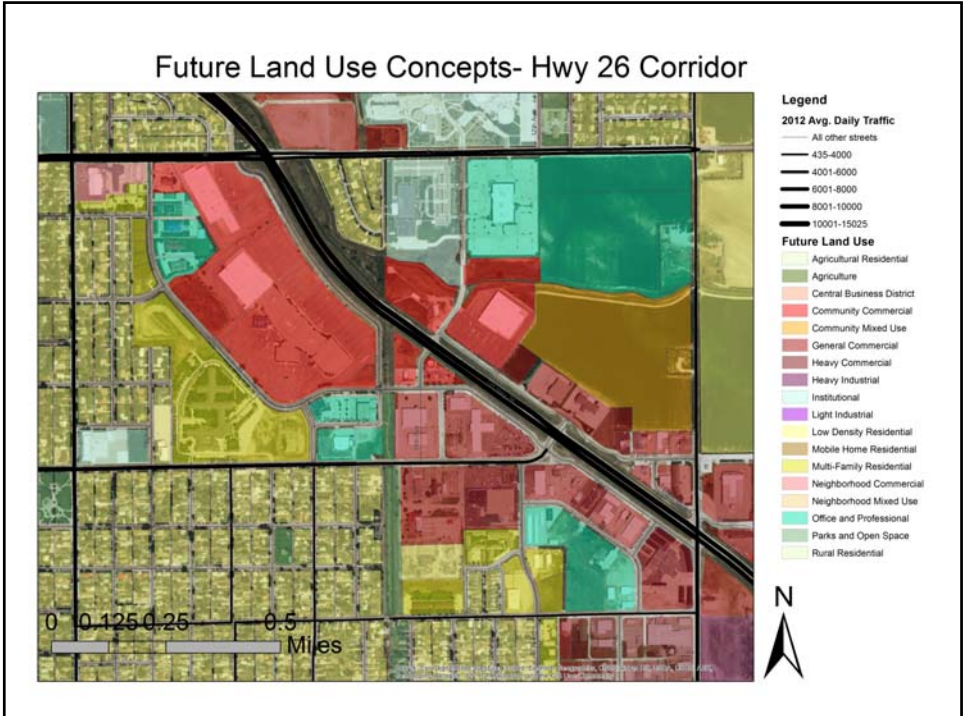 Future Land Use Concepts- Hwy 26 Corridor
Legend
2012 Avg. Daily Traffic
All other streets
435-4000
4001-6000
6001-8000
8001-10000
10001-15025
Future Land Use
Agricultural Residential
Agriculture
Central Business District
Community Commercial
Community Mixed Use
General Commercial
Heavy Commercial
Heavy Industrial
Institutional
Light Industrial
Low Density Residential
Mobile Home Residential
Multi-Family Residential
Neighborhood Commercial
Neighborhood Mixed Use
Office and Professional
Parks and Open Space
Rural Residential
N
0 0.125 0.25 0.5
Miles